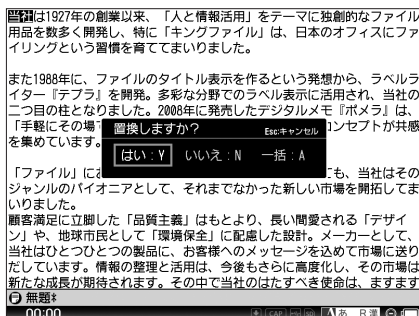 当社は1927年の創業以来、「人と情報活用」をテーマに独創的なファイル
用品を数多く開発し、特に「キングファイル」は、日本のオフィスにファ
イリングという習慣を育ててまいりました。
また1988年に、ファイルのタイトル表示を作るという発想から、ラベルラ
イター『テプラ』を開発。多彩な分野でのラベル表示に活用され、当社の
二つ目の柱となりました。2008年に発売したデジタルメモ『ポメラ』は、
「手軽にその場 コンセプトが共感
を集めています。
置換しますか? Esc:キャンセル
はい:Y いいえ:N 一括:A
「ファイル」に ても、当社はその
ジャンルのパイオニアとして、それまでなかった新しい市場を開拓してま
いりました。
顧客満足に立脚した「品質主義」はもとより、長い間愛される「デザイ
ン」や、地球市民として「環境保全」に配慮した設計。メーカーとして、
当社はひとつひとつの製品に、お客様へのメッセージを込めて市場に送り
だしています。情報の整理と活用は、今後もさらに高度化し、その市場は
新たな成長が期待されます。その中で当社のはたすべき使命は、ますます
無題*
00:00 CAP SD A あ R漢